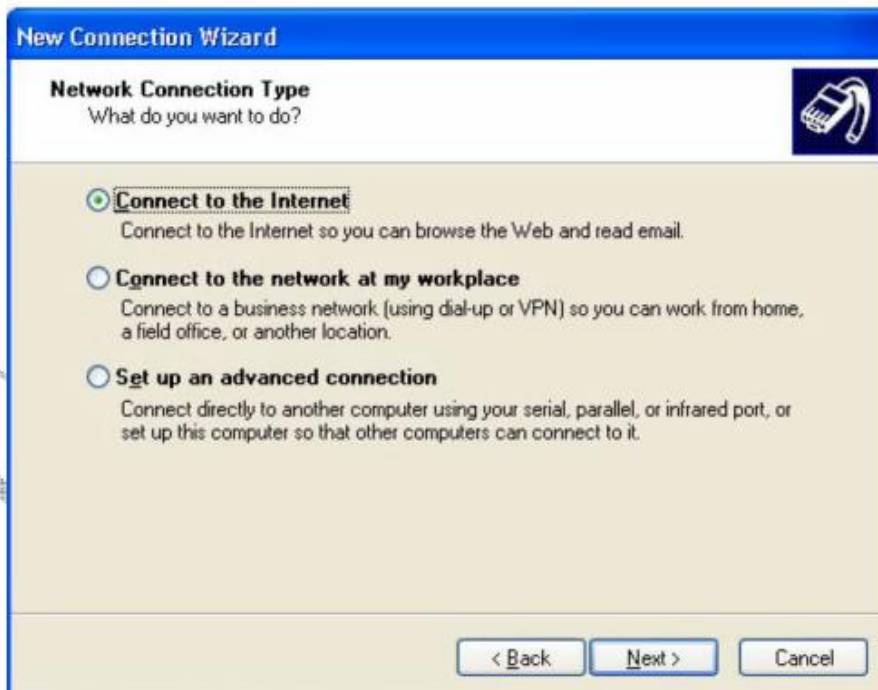 New Connection Wizard
Network Connection Type
What do you want to do?
Connect to the Internet
Connect to the Internet so you can browse the Web and read email.
Connect to the network at my workplace
Connect to a business network (using dial-up or VPN) so you can work from home,
a field office, or another location.
Set up an advanced connection
Connect directly to another computer using your serial, parallel, or infrared port, or
set up this computer so that other computers can connect to it.
< Back
Next >
Cancel